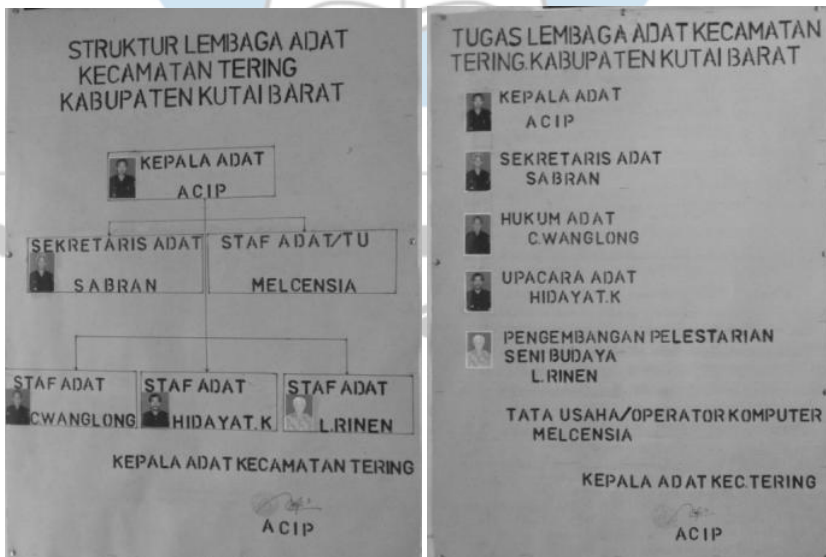 STRUKTUR LEMBAGA ADAT
KECAMATAN TERING
KABUPATEN KUTAI BARAT
KEPALA ADAT
ACIP
SEKRETARIS ADAT
SABRAN
STAF ADAT/TU
MELCENSIA
STAF ADAT
C.WANGLONG
STAF ADAT
HIDAYAT.K
STAF ADAT
L.RINEN
KEPALA ADAT KECAMATAN TERING
ACIP
TUGAS LEMBAGA ADAT KECAMATAN
TERING.KABUPATEN KUTAI BARAT
KEPALA ADAT
ACIP
SEKRETARIS ADAT
SABRAN
HUKUM ADAT
C.WANGLONG
UPACARA ADAT
HIDAYAT.K
PENGEMBANGAN PELESTARIAN
SENI BUDAYA
L.RINEN
TATA USAHA/OPERATOR KOMPUTER
MELCENSIA
KEPALA ADAT KEC.TERING
ACIP